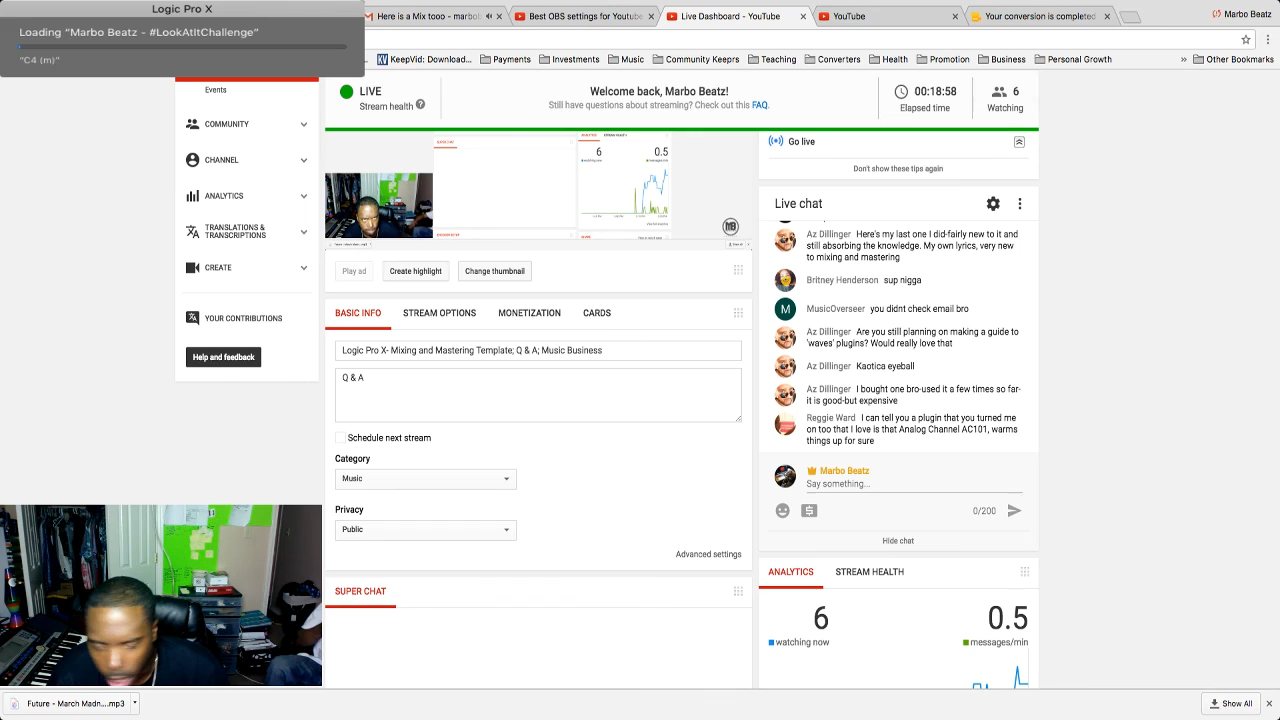 Logic Pro X
Loading “Marbo Beatz - #LookAtItChallenge”
“C4 (m)”
Here is a Mix tooo - marbob
Best OBS settings for Youtube
Live Dashboard - YouTube
YouTube
Your conversion is completed
Marbo Beatz
KeepVid: Download...
Payments
Investments
Music
Community Keeprs
Teaching
Converters
Health
Promotion
Business
Personal Growth
»
Other Bookmarks
Events
COMMUNITY
CHANNEL
ANALYTICS
TRANSLATIONS &
TRANSCRIPTIONS
CREATE
YOUR CONTRIBUTIONS
Help and feedback
LIVE
Stream health
Welcome back, Marbo Beatz!
Still have questions about streaming? Check out this FAQ.
00:18:58
Elapsed time
6
Watching
6
0.5
MB
Play ad
Create highlight
Change thumbnail
BASIC INFO
STREAM OPTIONS
MONETIZATION
CARDS
Logic Pro X- Mixing and Mastering Template; Q & A; Music Business
Q & A
Schedule next stream
Category
Music
Privacy
Public
Advanced settings
SUPER CHAT
Go live
Don't show these tips again
Live chat
Az Dillinger Here's my last one I did-fairly new to it and
still absorbing the knowledge. My own lyrics, very new
to mixing and mastering
Britney Henderson sup nigga
M
MusicOverseer you didnt check email bro
Az Dillinger Are you still planning on making a guide to
'waves' plugins? Would really love that
Az Dillinger Kaotica eyeball
Az Dillinger I bought one bro-used it a few times so far-
it is good-but expensive
Reggie Ward I can tell you a plugin that you turned me
on too that I love is that Analog Channel AC101, warms
things up for sure
Marbo Beatz
Say something...
0/200
Hide chat
ANALYTICS
STREAM HEALTH
6
0.5
watching now
messages/min
Future - March Madn....mp3
Show All